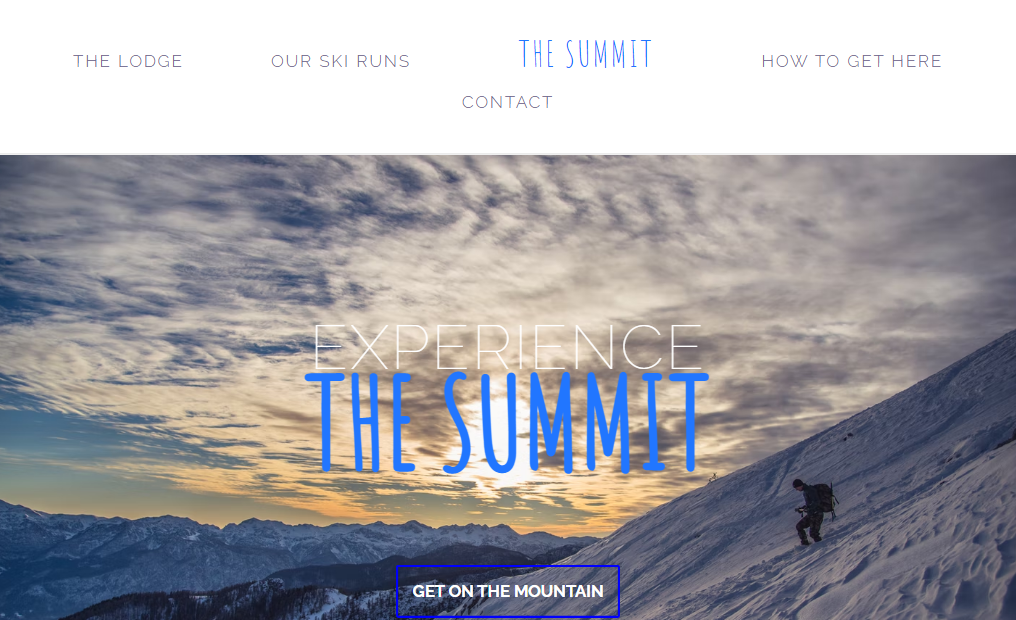 THE LODGE OUR SKI RUNS THE SUMMIT HOW TO GET HERE
CONTACT
EXPERIENCE
THE SUMMIT
GET ON THE MOUNTAIN